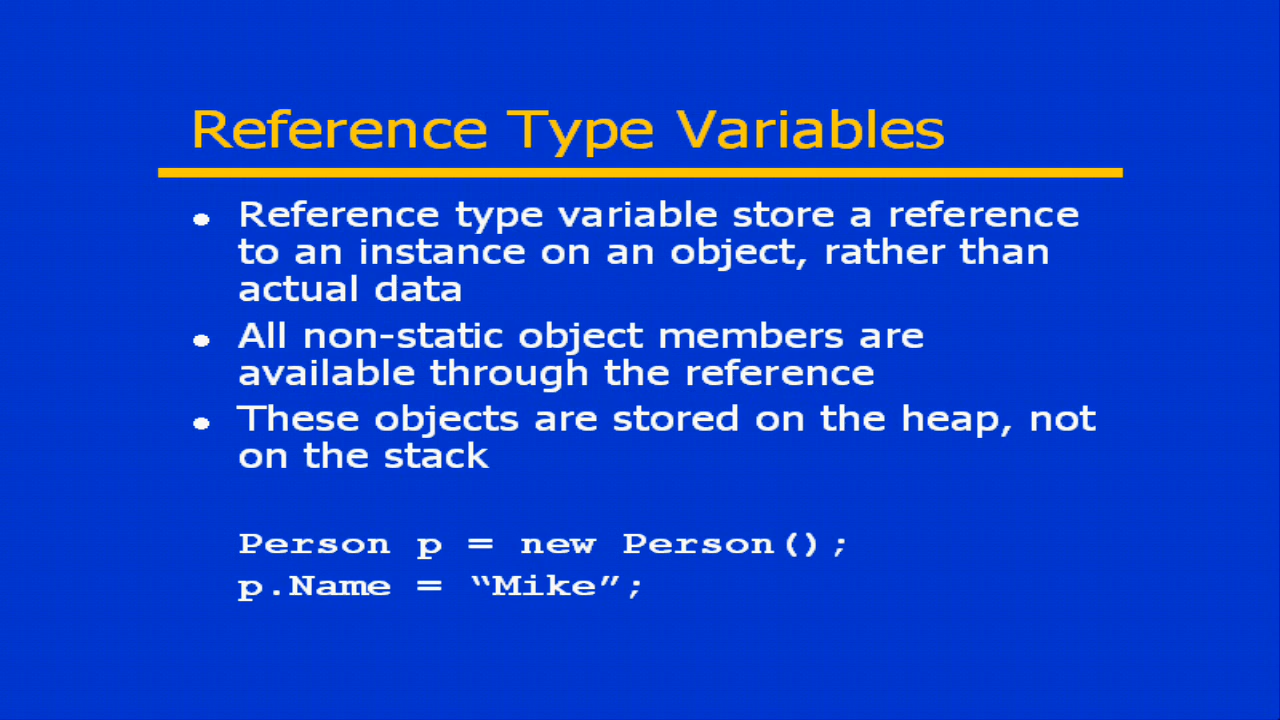 Reference Type Variables
• Reference type variable store a reference
to an instance on an object, rather than
actual data
• All non-static object members are
available through the reference
• These objects are stored on the heap, not
on the stack
Person p = new Person();
p.Name = “Mike”;